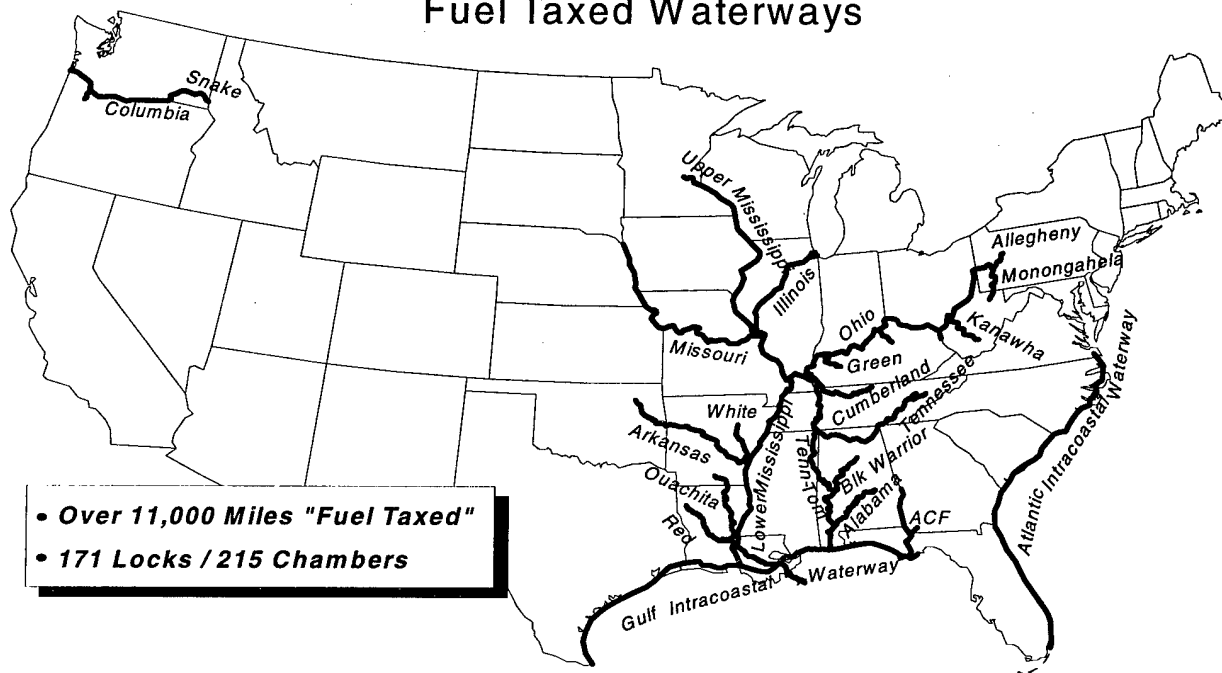 Fuel Taxed Waterways
Snake
Columbia
Upper Mississippi
Allegheny
Monongahela
Illinois
Ohio
Kanawha
Missouri
Green
Cumberland
Tennessee
White
Arkansas
Lower Mississippi
Tenn-Tom
Blk Warrior
Ouachita
Alabama
Red
ACF
Atlantic Intracoastal Waterway
Gulf Intracoastal Waterway
• Over 11,000 Miles "Fuel Taxed"
• 171 Locks / 215 Chambers